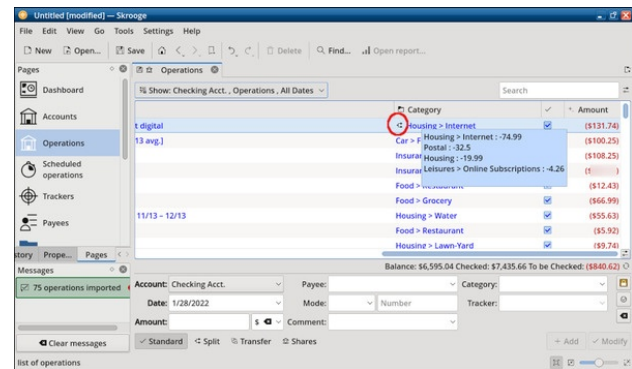 Untitled [modified] — Skrooge
File Edit View Go Tools Settings Help
New Open... Save Delete Find... Open report...
Pages
Operations
Dashboard
Show: Checking Acct. , Operations , All Dates
Search
Category Amount
Accounts
t digital Housing > Internet ($131.74)
13 avg.] Car > F ($100.25)
Operations
Insurar ($108.25)
Insurar
Housing > Internet : -74.99
Postal : -32.5
Housing : -19.99
Leisures > Online Subscriptions : -4.26
Scheduled
operations
($12.43)
Food > Grocery ($66.99)
Trackers
11/13 – 12/13 Housing > Water ($55.63)
Payees
Food > Restaurant ($5.92)
Housing > Lawn-Yard ($9.74)
story Prope... Pages
Balance: $6,595.04 Checked: $7,435.66 To be Checked: ($840.62)
Messages
75 operations imported
Account: Checking Acct. Payee: Category:
Date: 1/28/2022 Mode: Number Tracker:
Amount: $ Comment:
Clear messages
Standard Split Transfer Shares + Add Modify
list of operations